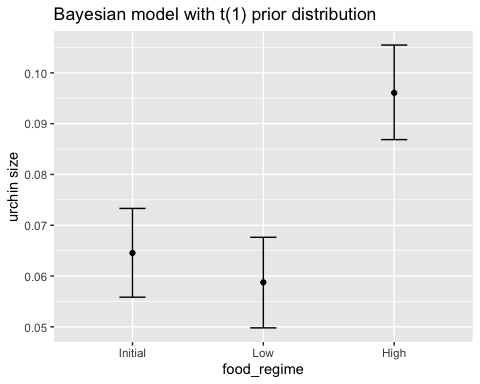 Bayesian model with t(1) prior distribution
urchin size
0.10
0.09
0.08
0.07
0.06
0.05
Initial Low High
food_regime